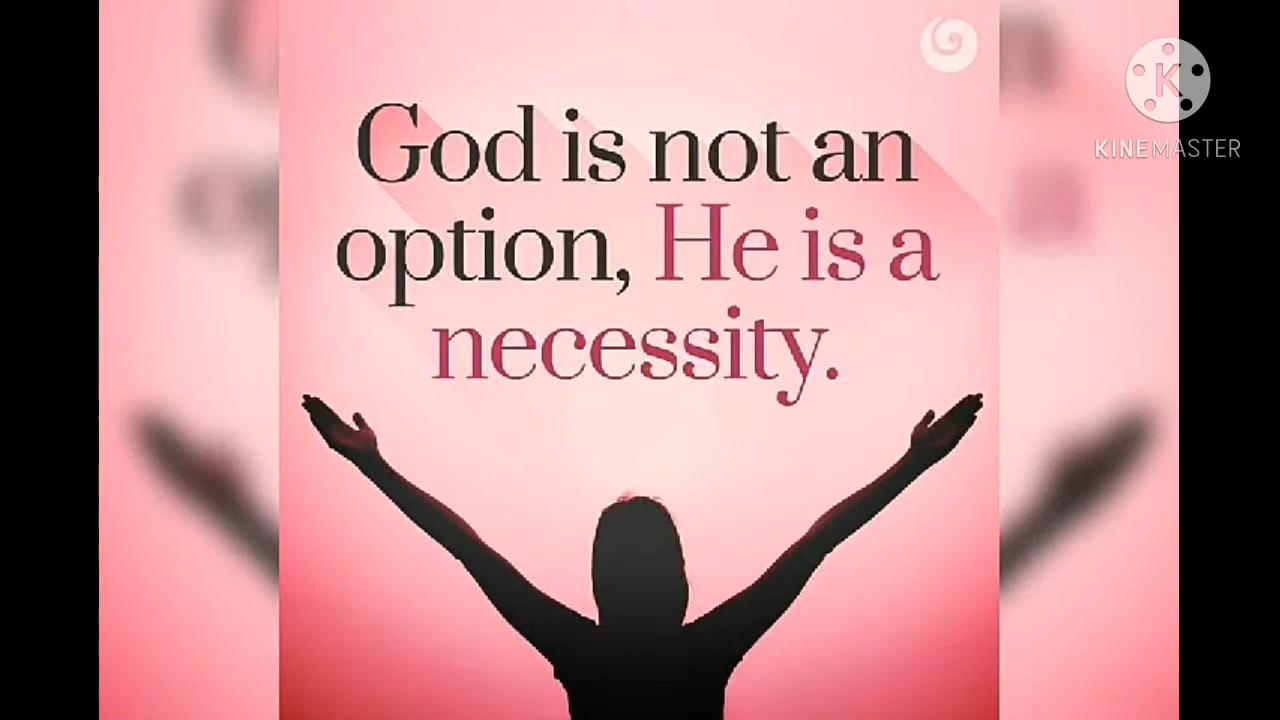 God is not an
option, He is a
necessity.
K
KINEMASTER